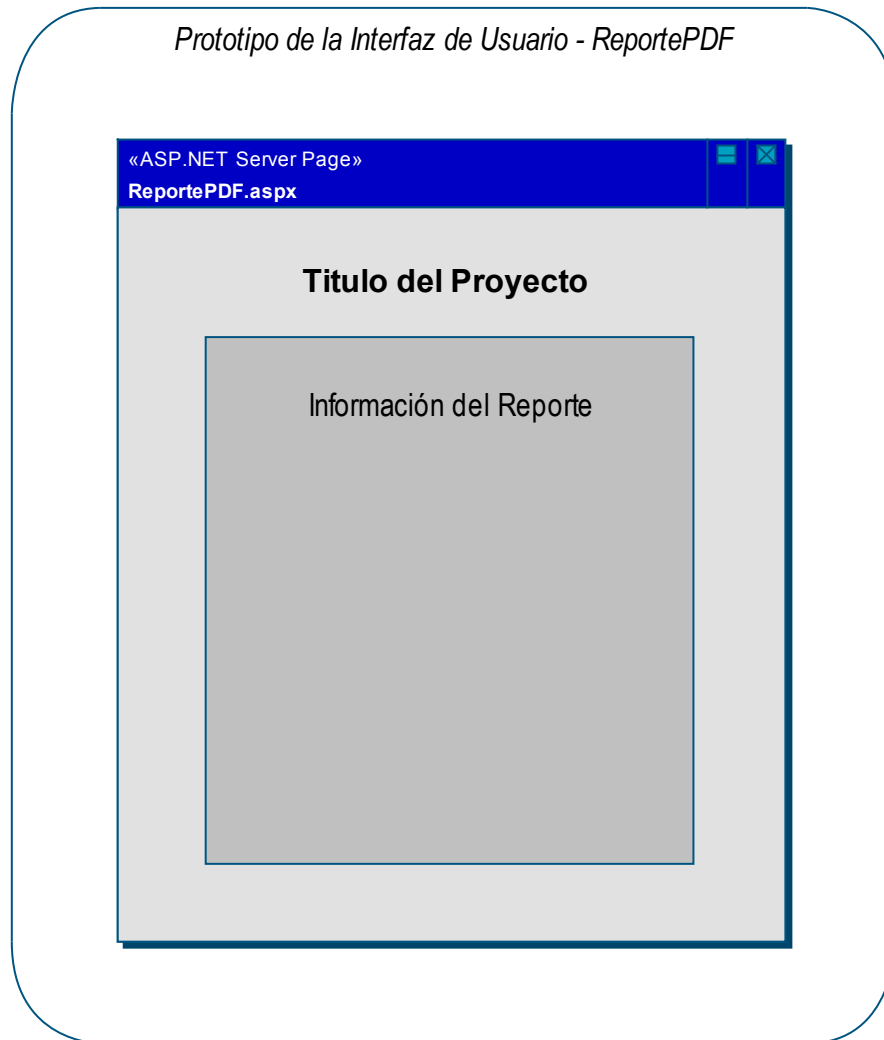 Prototipo de la Interfaz de Usuario - ReportePDF
«ASP.NET Server Page»
ReportePDF.aspx
Titulo del Proyecto
Información del Reporte